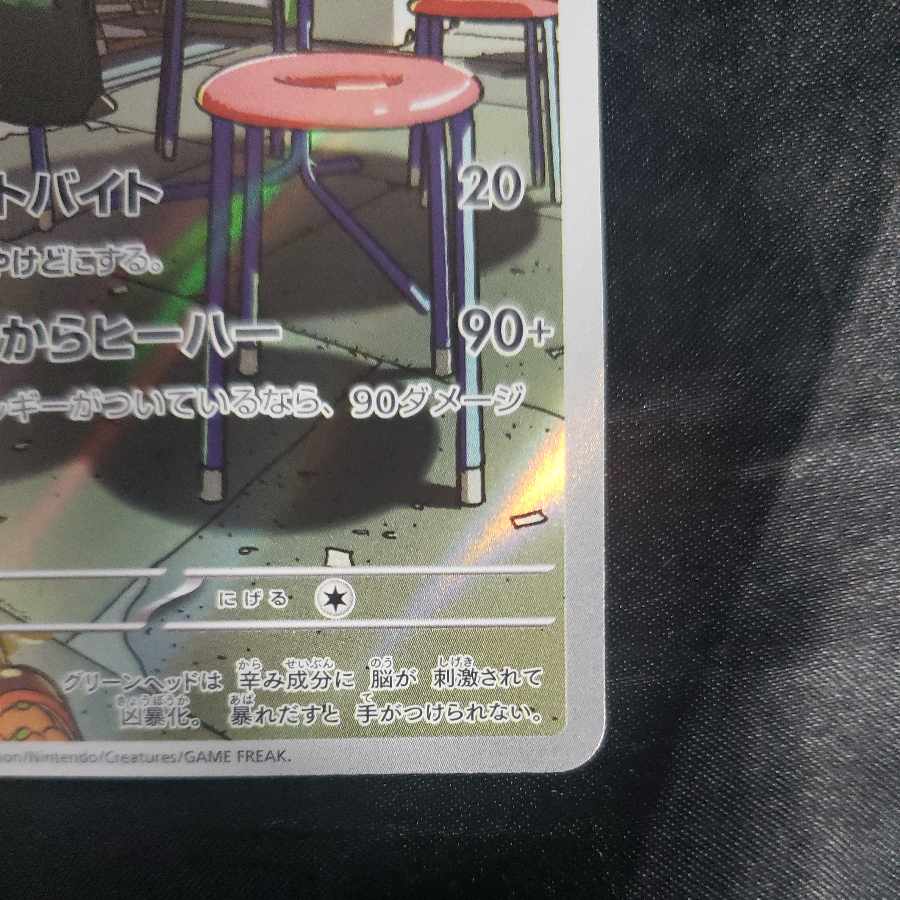 トバイト 20
やけどにする。
からヒーハー 90+
ギーがついているなら、90ダメージ
にげる
グリーンヘッドは 辛み成分に 脳が 刺激されて
凶暴化。 暴れだすと 手がつけられない。
on/Nintendo/Creatures/GAME FREAK.